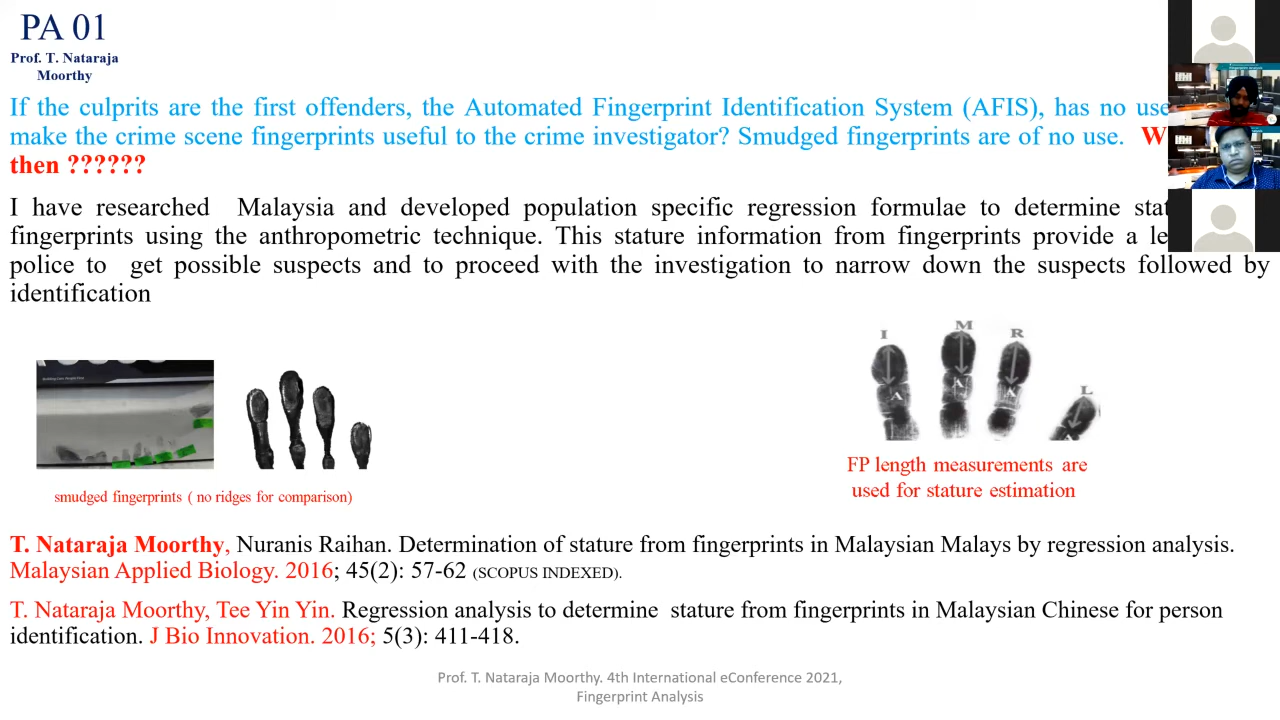 PA 01
Prof. T. Nataraja
Moorthy
If the culprits are the first offenders, the Automated Fingerprint Identification System (AFIS), has no use
make the crime scene fingerprints useful to the crime investigator? Smudged fingerprints are of no use. W
then ??????
I have researched Malaysia and developed population specific regression formulae to determine stat
fingerprints using the anthropometric technique. This stature information from fingerprints provide a le
police to get possible suspects and to proceed with the investigation to narrow down the suspects followed by
identification
I M R
L
A A A
smudged fingerprints ( no ridges for comparison)
FP length measurements are
used for stature estimation
T. Nataraja Moorthy, Nuranis Raihan. Determination of stature from fingerprints in Malaysian Malays by regression analysis.
Malaysian Applied Biology. 2016; 45(2): 57-62 (SCOPUS INDEXED).
T. Nataraja Moorthy, Tee Yin Yin. Regression analysis to determine stature from fingerprints in Malaysian Chinese for person
identification. J Bio Innovation. 2016; 5(3): 411-418.
Prof. T. Nataraja Moorthy. 4th International eConference 2021,
Fingerprint Analysis